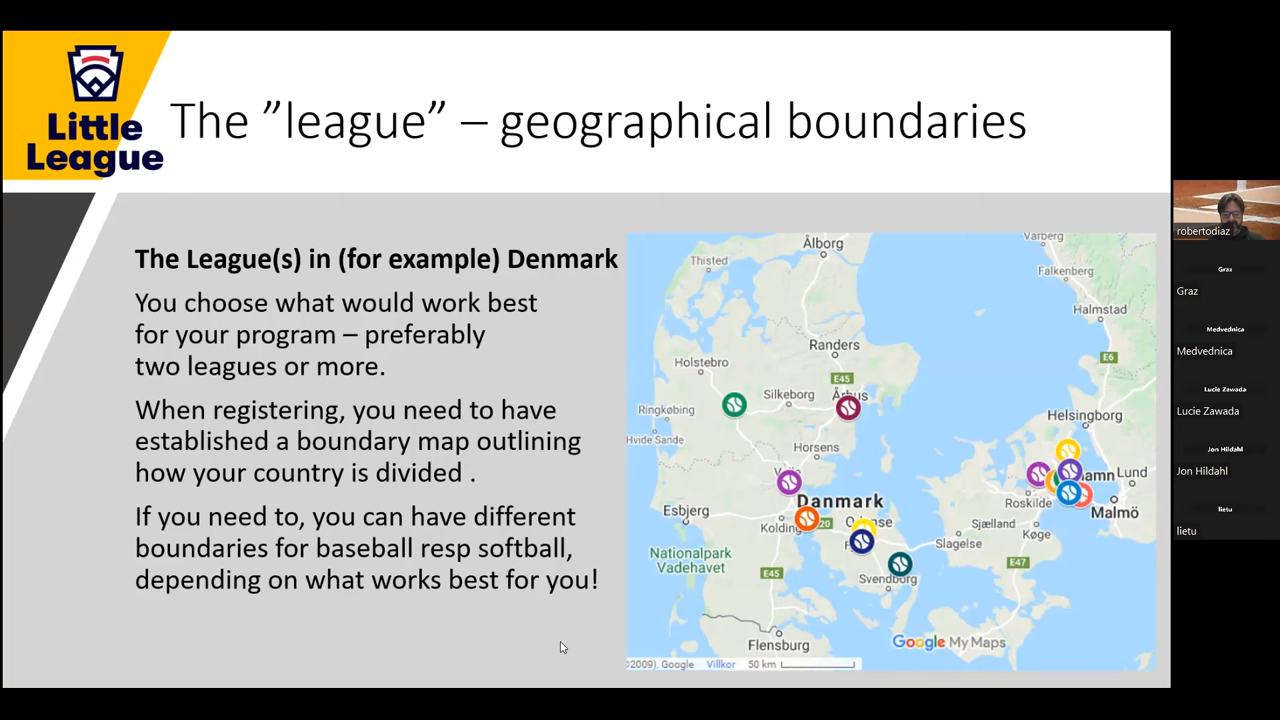 Little
League
The ”league” – geographical boundaries
The League(s) in (for example) Denmark
You choose what would work best
for your program – preferably
two leagues or more.
When registering, you need to have
established a boundary map outlining
how your country is divided .
If you need to, you can have different
boundaries for baseball resp softball,
depending on what works best for you!
Ålborg
Thisted
Varberg
Falkenberg
Halmstad
E6
Randers
Holstebro
E45
Silkeborg
Århus
Ringkøbing
Helsingborg
Hvide Sande
Horsens
Lund
Roskilde
Malmö
Danmark
Esbjerg
Kolding
20
Sjælland
Køge
Slagelse
Nationalpark
Vadehavet
E45
E47
Svendborg
Flensburg
Google My Maps
2009), Google
Villkor
50 km
robertodiaz
Graz
Graz
Medvednica
Medvednica
Lucie Zawada
Lucie Zawada
Jon Hildahl
Jon Hildahl
lietu
lietu